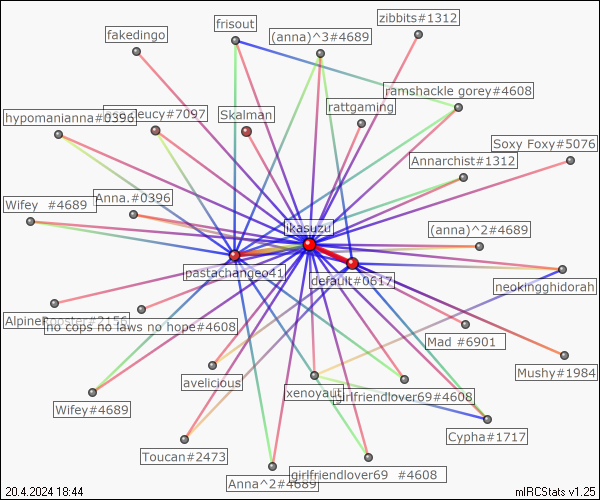 zibbits#1312
frisout
fakedingo
(anna)^3#4689
ramshackle gorey#4608
rattgaming
leucy#7097
hypomanianna#0396
Skalman
Soxy Foxy#5076
Annarchist#1312
Anna.#0396
Wifey #4689
ikasuzu
(anna)^2#4689
pastachangeo41
default#0617
neokingghidorah
no cops no laws no hope#4608
Mad #6901
Mushy#1984
avelicious
xenoyaut
girlfriendlover69#4608
Wifey#4689
Cypha#1717
Toucan#2473
girlfriendlover69 #4608
Anna^2#4689
20.4.2024 18:44
mIRCStats v1.25